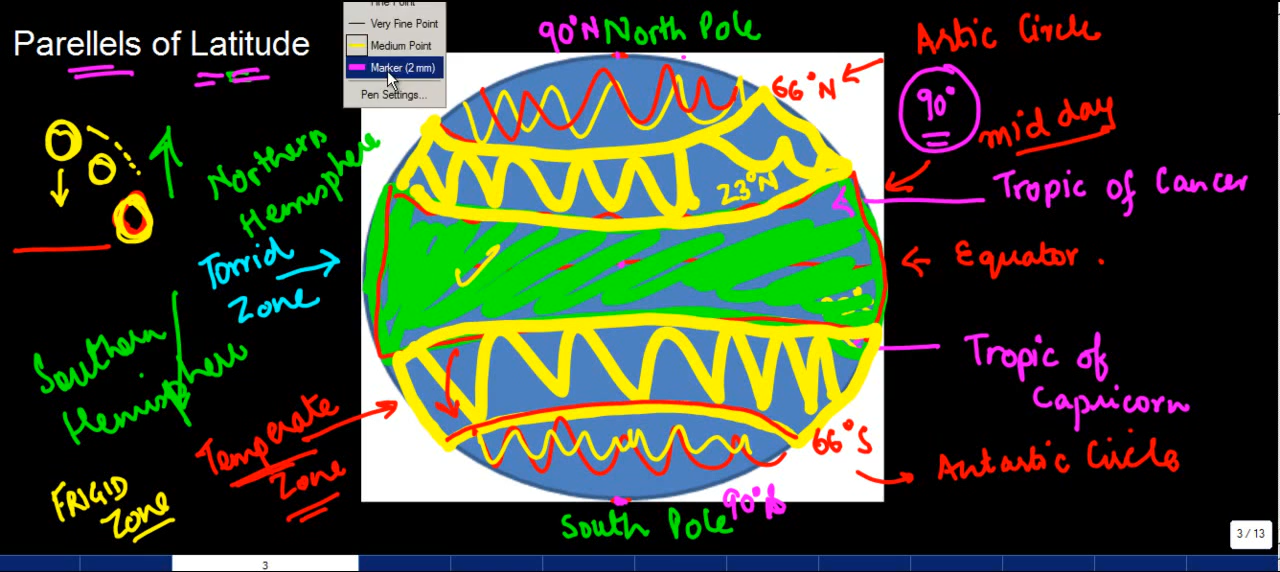 Fine Point
Very Fine Point
Medium Point
Marker (2 mm)
Pen Settings...
Parellels of Latitude
90°N North Pole
Artic Circle
66°N
90°
mid day
Northern
Hemisphere
23°N
Tropic of Cancer
Torrid
Zone
Equator .
Southern
Hemisphere
Tropic of
Capricorn
Temperate
Zone
66°S
Antartic Circle
FRIGID
Zone
South Pole 90°S
3 / 13
3